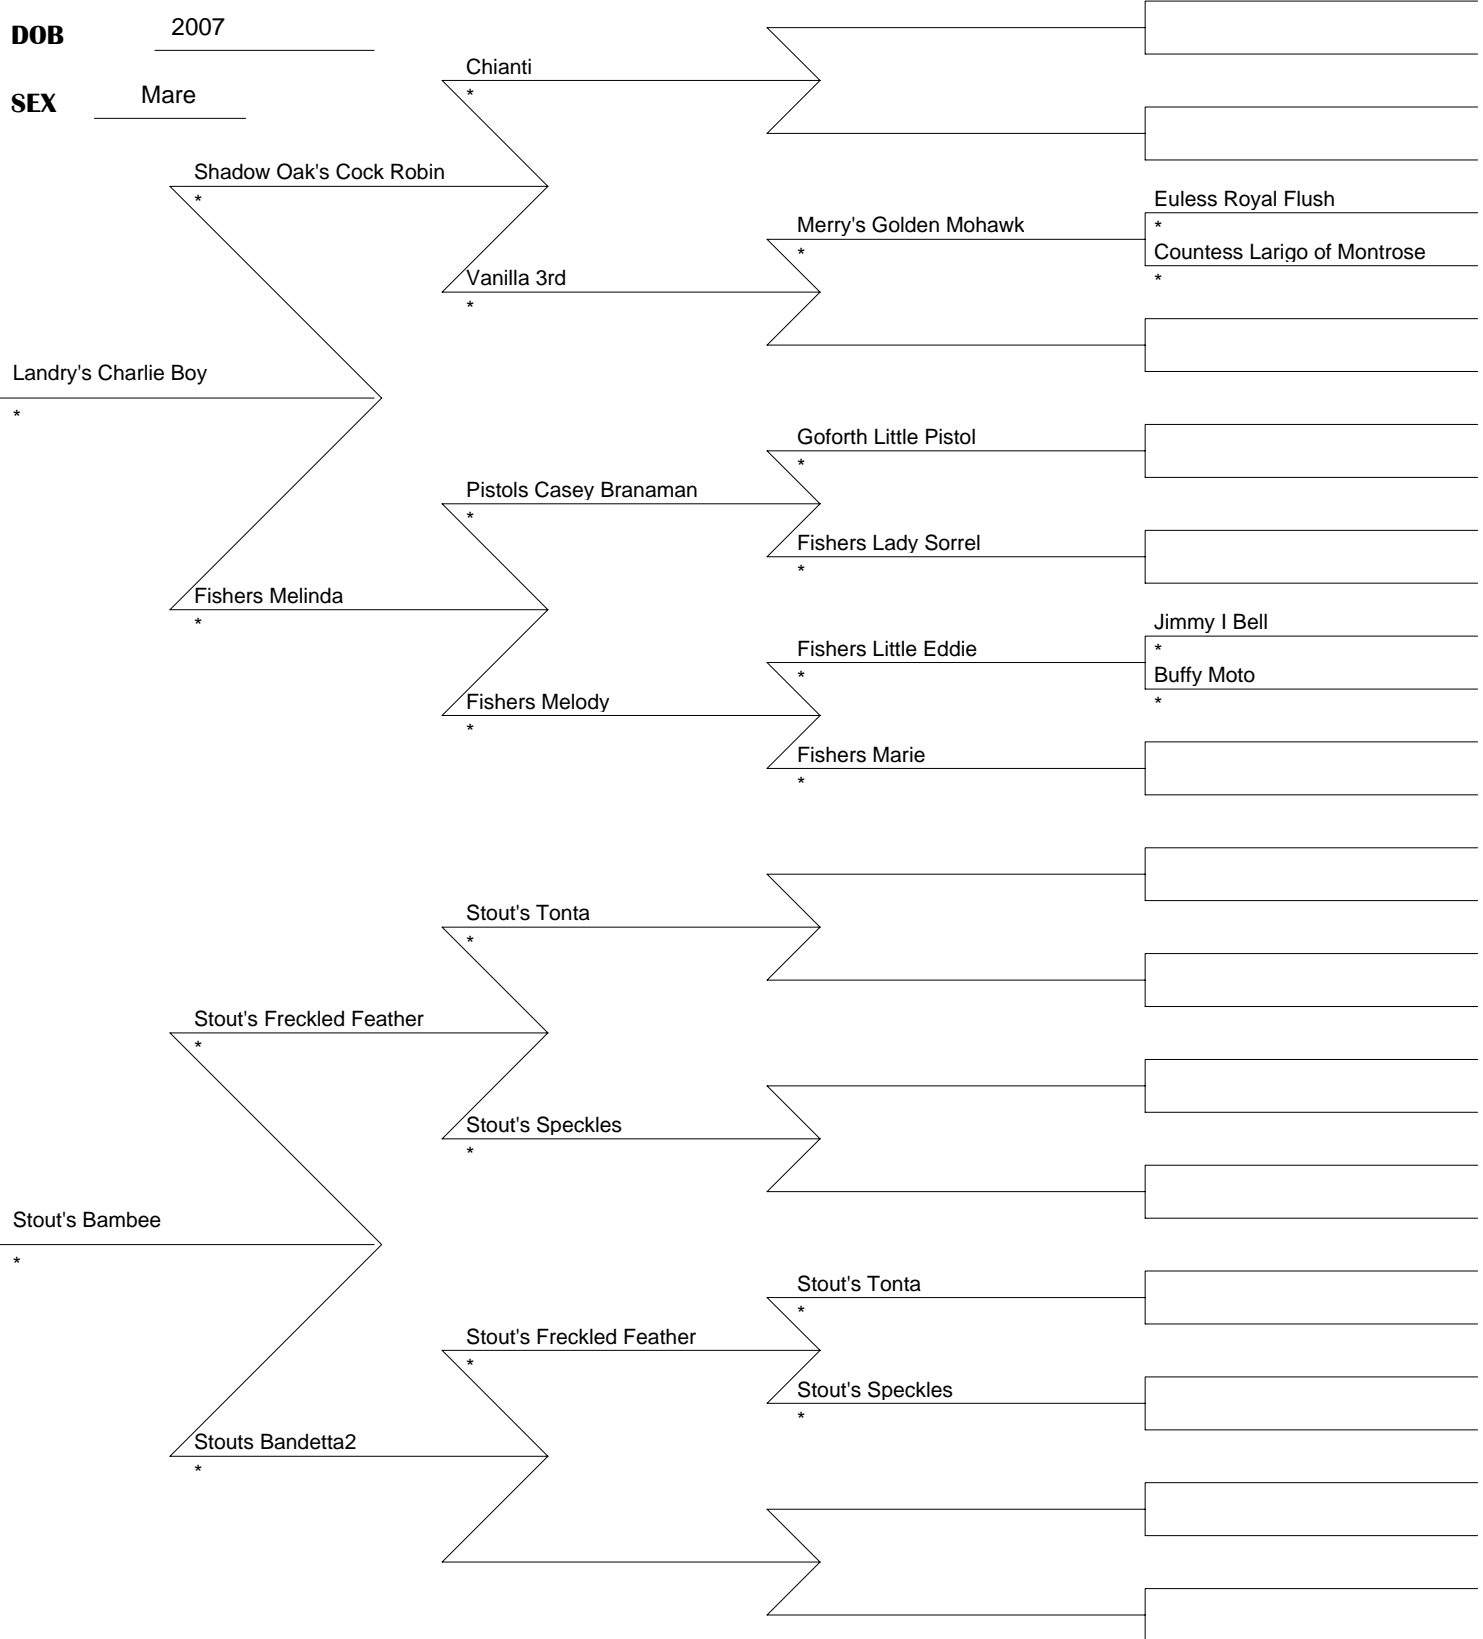 DOB 2007
SEX Mare
Chianti
*
Shadow Oak's Cock Robin
*
Euless Royal Flush
*
Merry's Golden Mohawk
*
Countess Larigo of Montrose
*
Vanilla 3rd
*
Landry's Charlie Boy
*
Goforth Little Pistol
*
Pistols Casey Branaman
*
Fishers Lady Sorrel
*
Fishers Melinda
*
Jimmy I Bell
*
Fishers Little Eddie
*
Buffy Moto
*
Fishers Melody
*
Fishers Marie
*
Stout's Tonta
*
Stout's Freckled Feather
*
Stout's Speckles
*
Stout's Bambee
*
Stout's Tonta
*
Stout's Freckled Feather
*
Stout's Speckles
*
Stouts Bandetta2
*